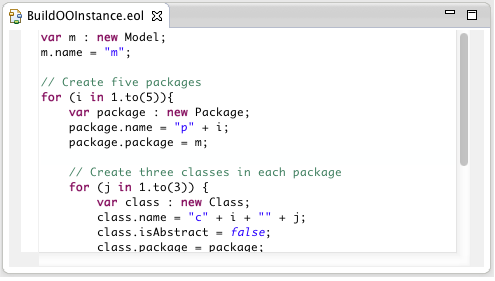 BuildOOInstance.eol
var m : new Model;
m.name = "m";
// Create five packages
for (i in 1.to(5)){
var package : new Package;
package.name = "p" + i;
package.package = m;
// Create three classes in each package
for (j in 1.to(3)) {
var class : new Class;
class.name = "c" + i + "" + j;
class.isAbstract = false;
class.package = package;